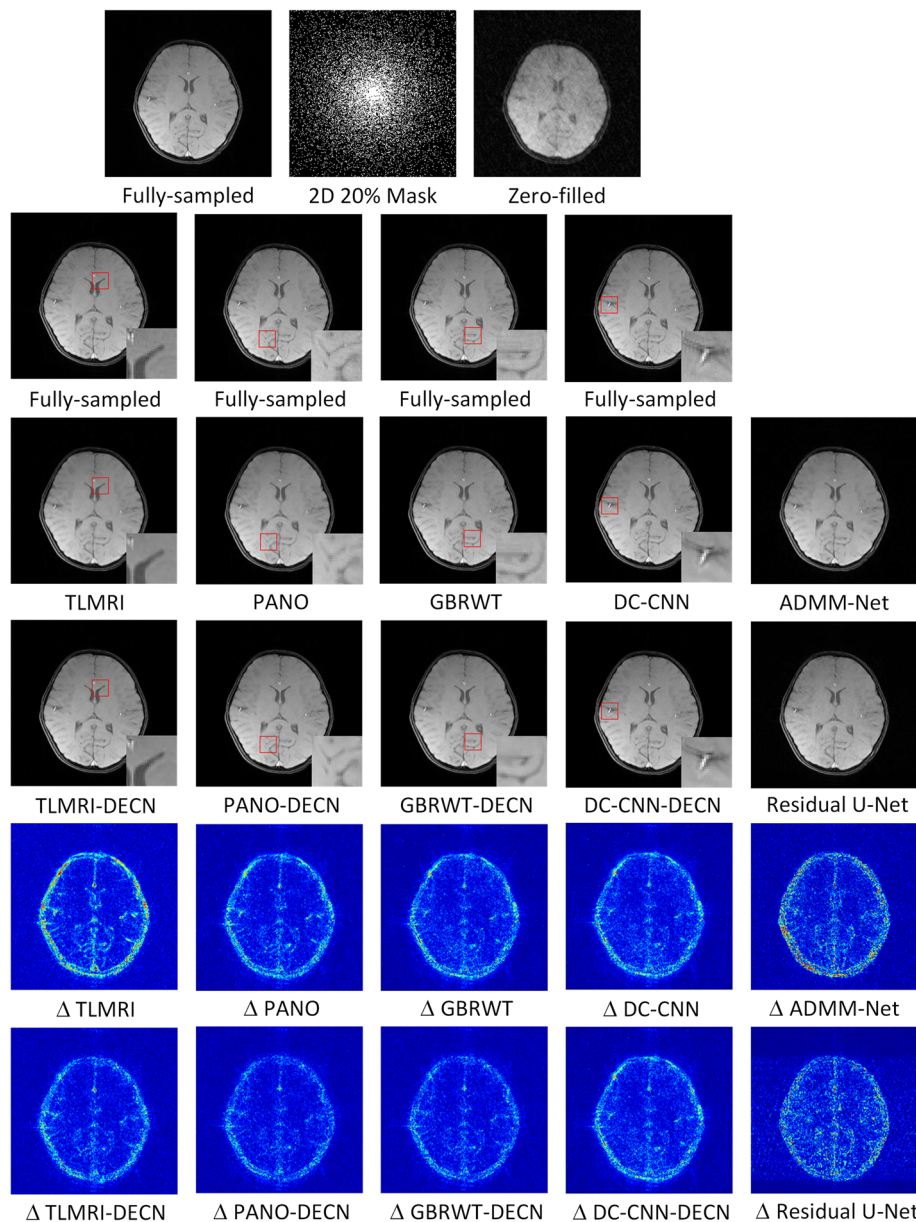 Fully-sampled 2D 20% Mask Zero-filled
Fully-sampled Fully-sampled Fully-sampled Fully-sampled
TLMRI PANO GBRWT DC-CNN ADMM-Net
TLMRI-DECN PANO-DECN GBRWT-DECN DC-CNN-DECN Residual U-Net
Δ TLMRI Δ PANO Δ GBRWT Δ DC-CNN Δ ADMM-Net
Δ TLMRI-DECN Δ PANO-DECN Δ GBRWT-DECN Δ DC-CNN-DECN Δ Residual U-Net